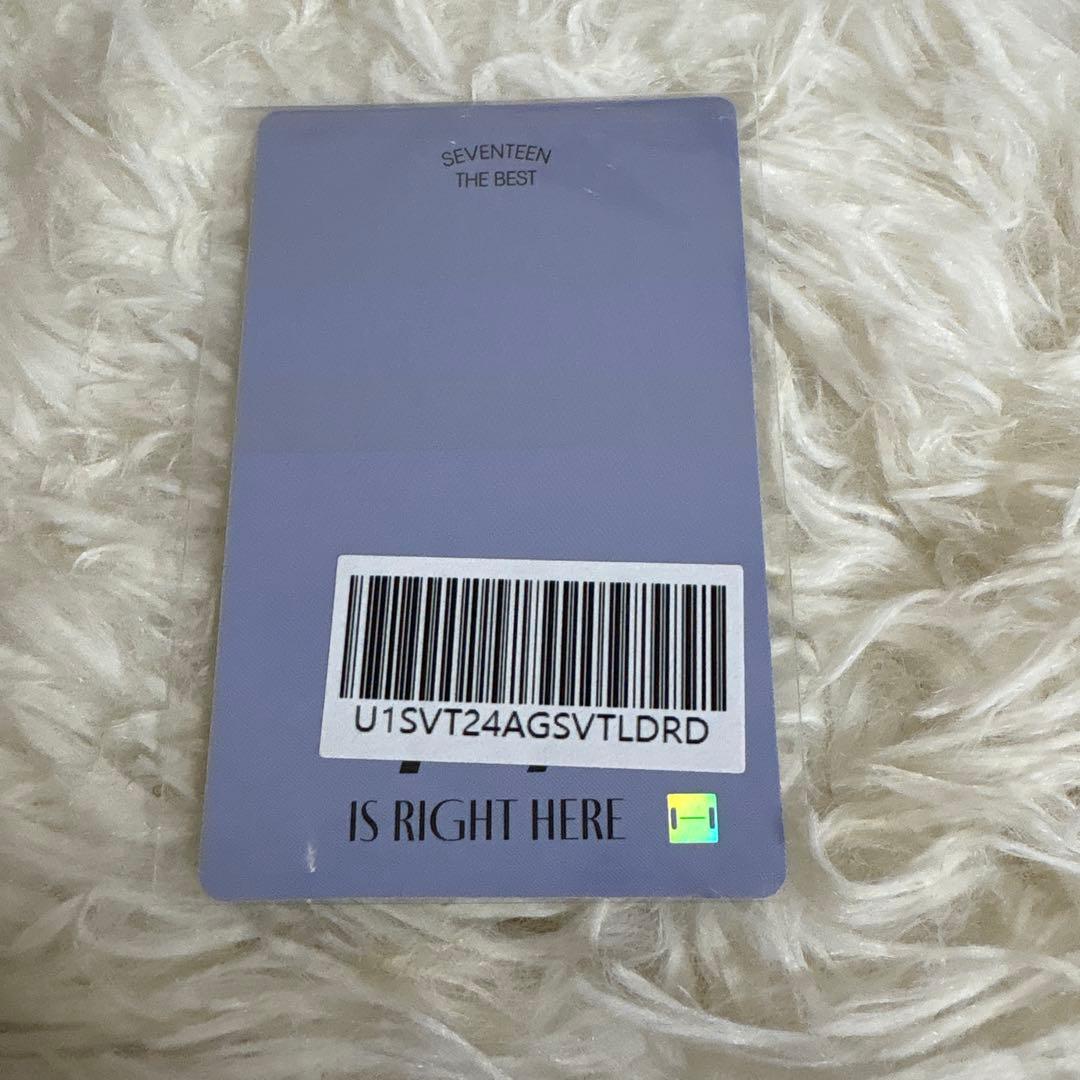 SEVENTEEN
THE BEST
U1SVT24AGSVTLDRD
IS RIGHT HERE